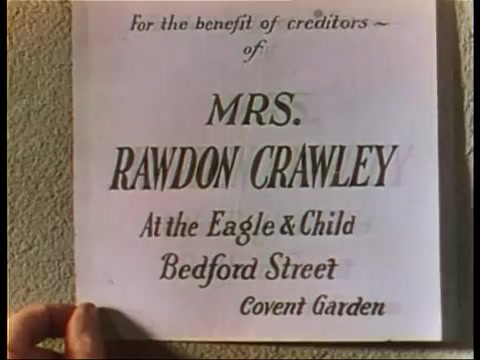 For the benefit of creditors ~
of
MRS.
RAWDON CRAWLEY
At the Eagle & Child
Bedford Street
Covent Garden